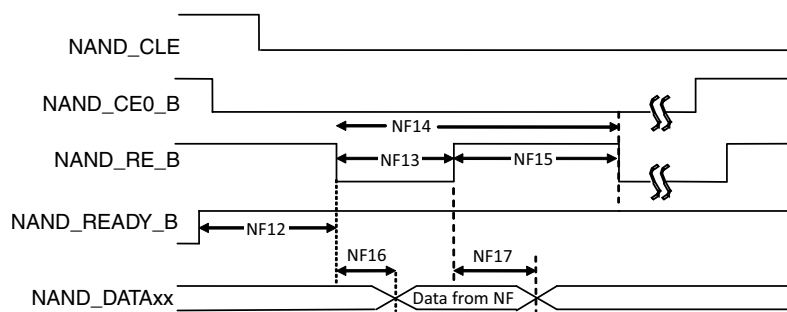 NAND_CLE
NAND_CE0_B
NF14
NAND_RE_B
NF13
NF15
NAND_READY_B
NF12
NF16
NF17
NAND_DATAxx
Data from NF